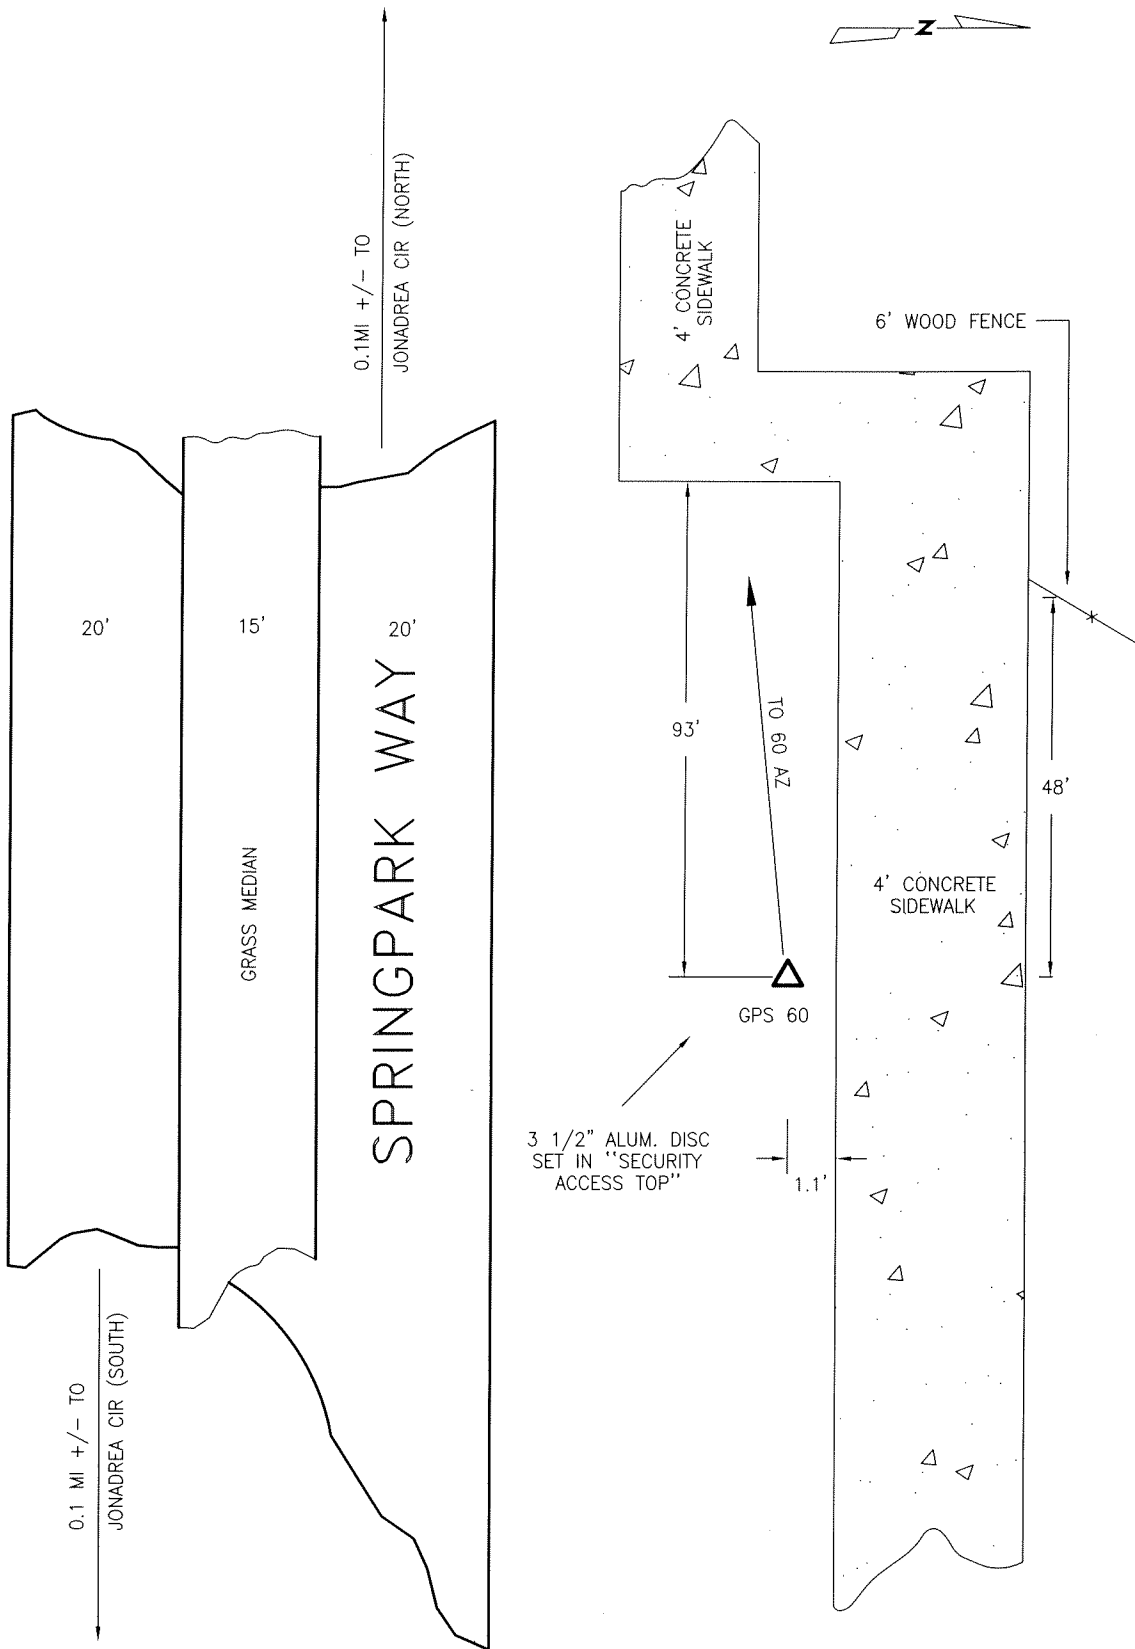 N
0.1MI +/- TO
JONADREA CIR (NORTH)
4' CONCRETE
SIDEWALK
6' WOOD FENCE
20'
15'
20'
SPRINGPARK WAY
GRASS MEDIAN
93'
TO 60 AZ
48'
4' CONCRETE
SIDEWALK
GPS 60
3 1/2" ALUM. DISC
SET IN "SECURITY
ACCESS TOP"
1.1'
0.1 MI +/- TO
JONADREA CIR (SOUTH)